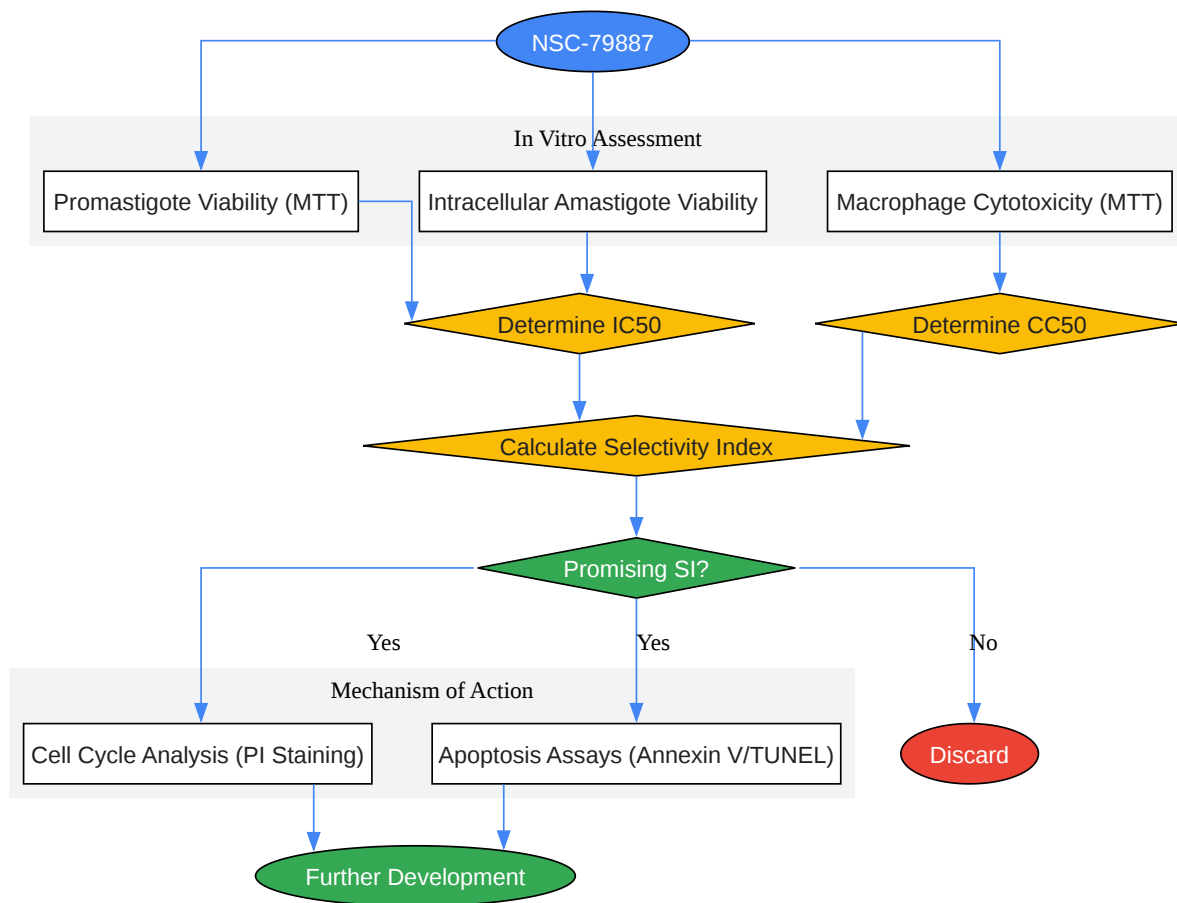 NSC-79887
In Vitro Assessment
Promastigote Viability (MTT)
Intracellular Amastigote Viability
Macrophage Cytotoxicity (MTT)
Determine IC50
Determine CC50
Calculate Selectivity Index
Promising SI?
Yes
Yes
No
Mechanism of Action
Cell Cycle Analysis (PI Staining)
Apoptosis Assays (Annexin V/TUNEL)
Discard
Further Development